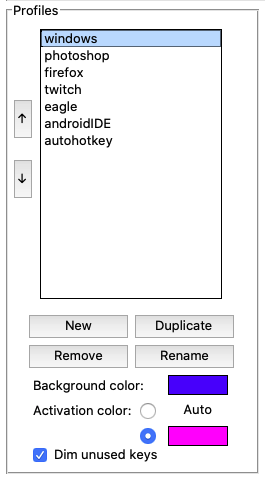 Profiles
windows
photoshop
firefox
twitch
eagle
androidIDE
autohotkey
↑
↓
New Duplicate
Remove Rename
Background color:
Activation color: Auto
Dim unused keys